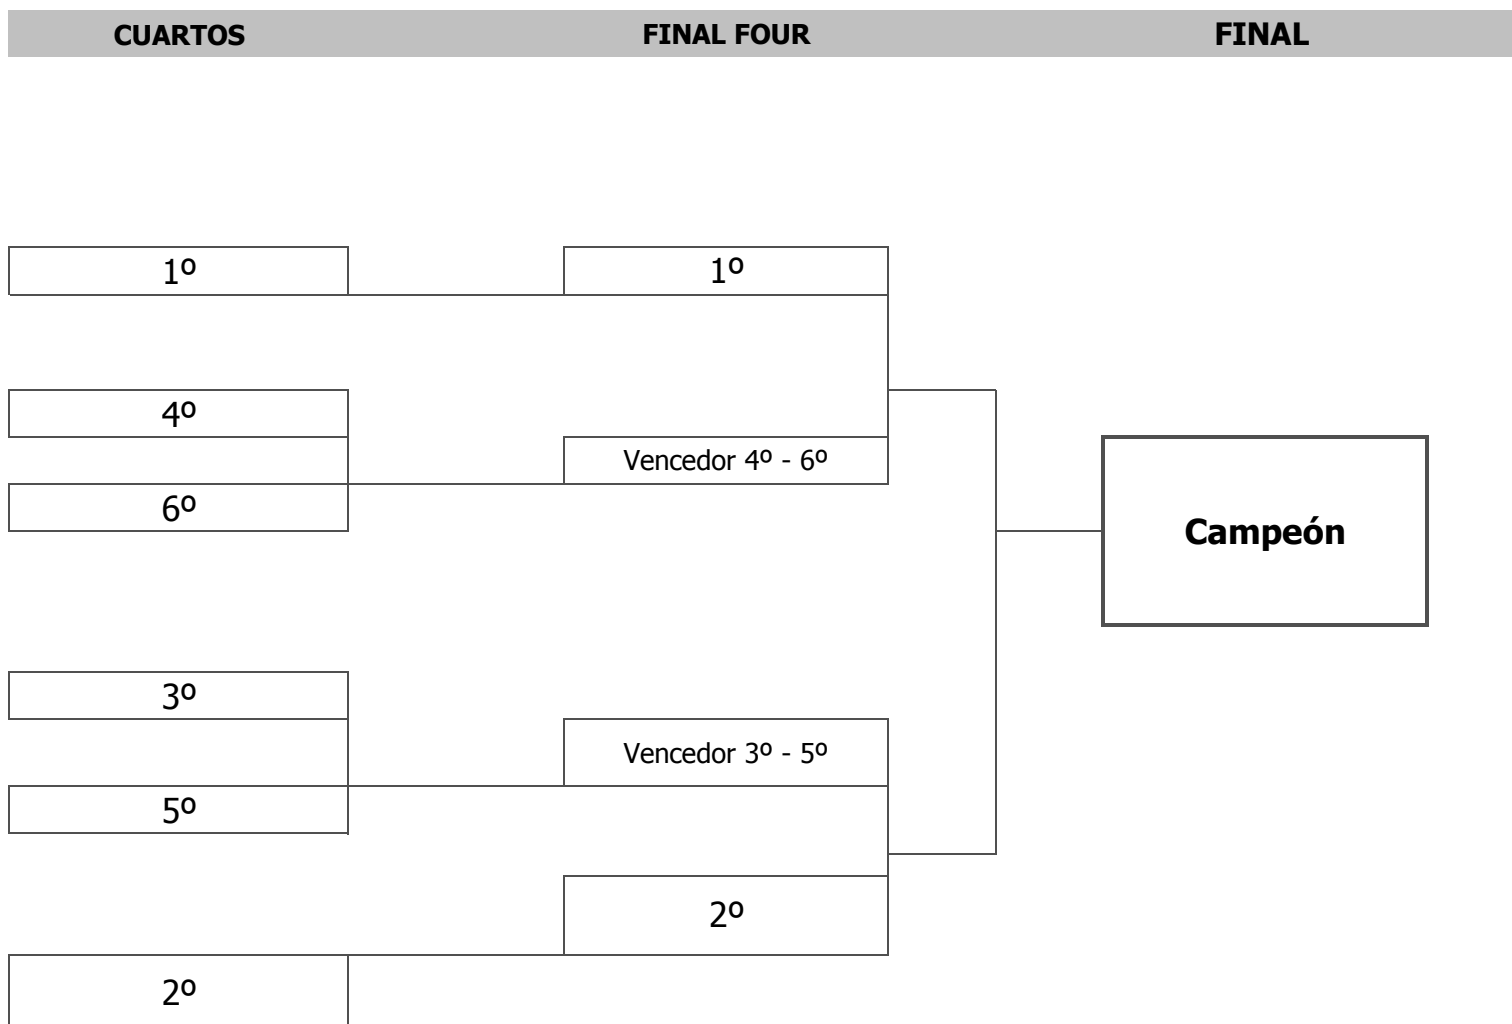 CUARTOS FINAL FOUR FINAL
1º 1º
4º
Vencedor 4º - 6º
6º
Campeón
3º
Vencedor 3º - 5º
5º
2º
2º